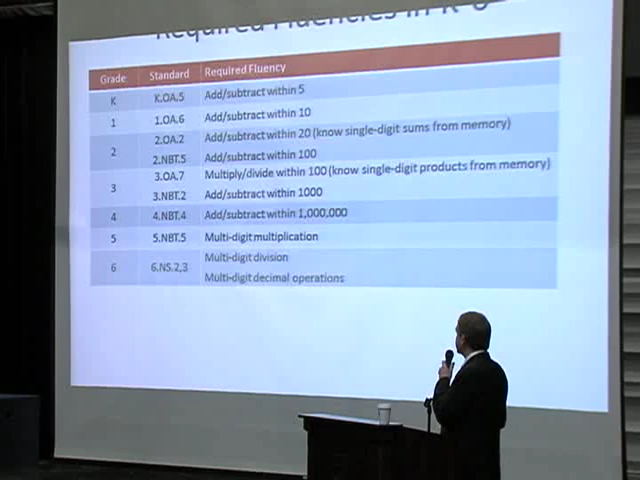 Required Fluencies in K-6
Grade Standard Required Fluency
K K.OA.5 Add/subtract within 5
1 1.OA.6 Add/subtract within 10
2 2.OA.2 Add/subtract within 20 (know single-digit sums from memory)
2.NBT.5 Add/subtract within 100
3 3.OA.7 Multiply/divide within 100 (know single-digit products from memory)
3.NBT.2 Add/subtract within 1000
4 4.NBT.4 Add/subtract within 1,000,000
5 5.NBT.5 Multi-digit multiplication
6 6.NS.2,3 Multi-digit division
Multi-digit decimal operations